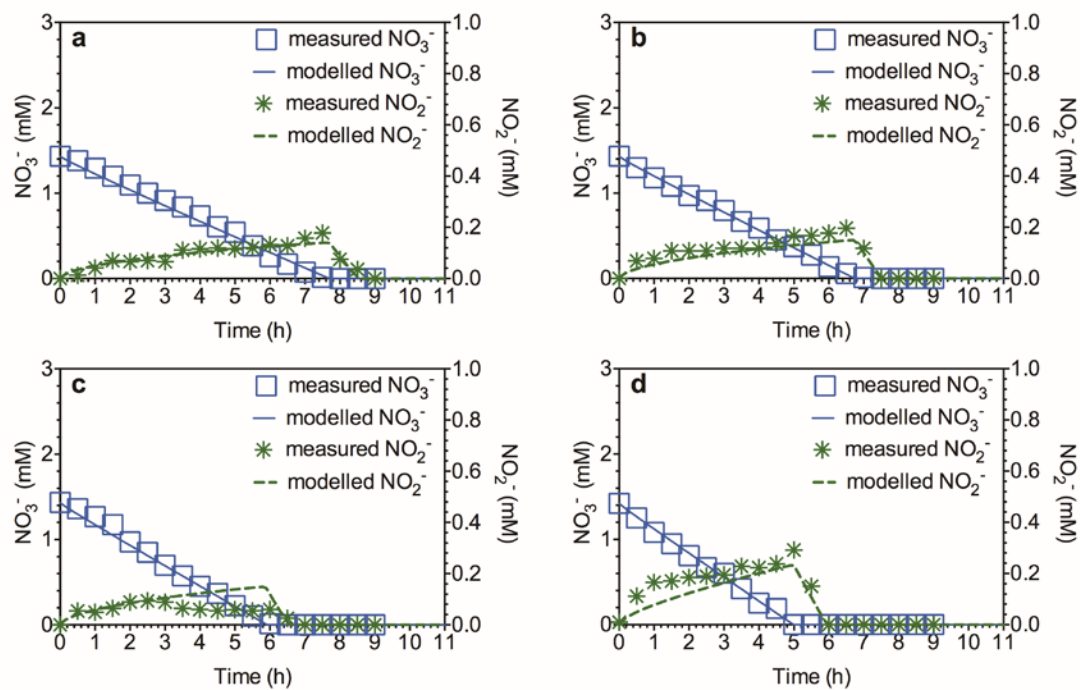 a
3
2
1
0
NO₃⁻ (mM)
1.0
0.8
0.6
0.4
0.2
0.0
NO₂⁻ (mM)
measured NO₃⁻
modelled NO₃⁻
measured NO₂⁻
modelled NO₂⁻
0 1 2 3 4 5 6 7 8 9 10 11
Time (h)
b
3
2
1
0
NO₃⁻ (mM)
1.0
0.8
0.6
0.4
0.2
0.0
NO₂⁻ (mM)
measured NO₃⁻
modelled NO₃⁻
measured NO₂⁻
modelled NO₂⁻
0 1 2 3 4 5 6 7 8 9 10 11
Time (h)
c
3
2
1
0
NO₃⁻ (mM)
1.0
0.8
0.6
0.4
0.2
0.0
NO₂⁻ (mM)
measured NO₃⁻
modelled NO₃⁻
measured NO₂⁻
modelled NO₂⁻
0 1 2 3 4 5 6 7 8 9 10 11
Time (h)
d
3
2
1
0
NO₃⁻ (mM)
1.0
0.8
0.6
0.4
0.2
0.0
NO₂⁻ (mM)
measured NO₃⁻
modelled NO₃⁻
measured NO₂⁻
modelled NO₂⁻
0 1 2 3 4 5 6 7 8 9 10 11
Time (h)